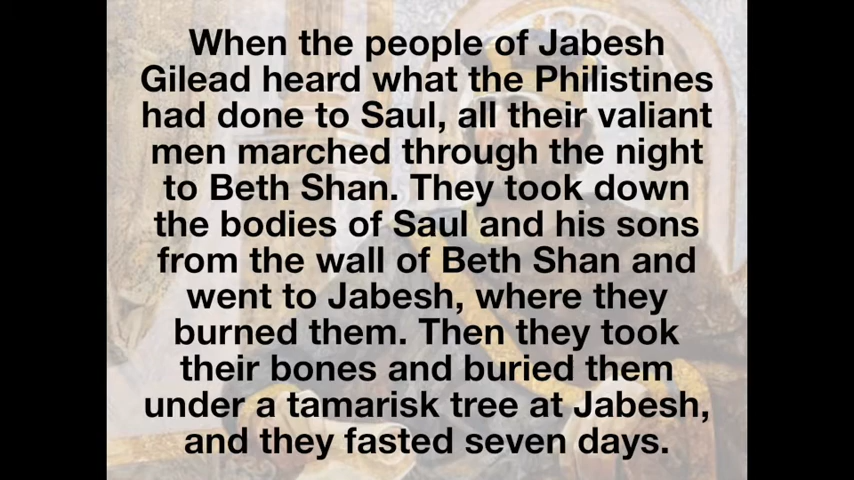 When the people of Jabesh
Gilead heard what the Philistines
had done to Saul, all their valiant
men marched through the night
to Beth Shan. They took down
the bodies of Saul and his sons
from the wall of Beth Shan and
went to Jabesh, where they
burned them. Then they took
their bones and buried them
under a tamarisk tree at Jabesh,
and they fasted seven days.